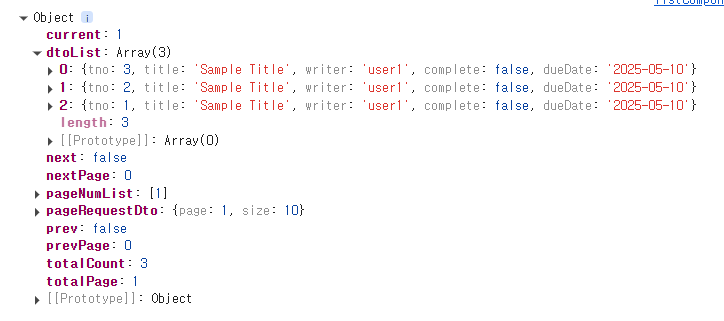 listCompon
▼ Object i
current: 1
▼ dtoList: Array(3)
▶ 0: {tno: 3, title: 'Sample Title', writer: 'user1', complete: false, dueDate: '2025-05-10'}
▶ 1: {tno: 2, title: 'Sample Title', writer: 'user1', complete: false, dueDate: '2025-05-10'}
▶ 2: {tno: 1, title: 'Sample Title', writer: 'user1', complete: false, dueDate: '2025-05-10'}
length: 3
▶ [[Prototype]]: Array(0)
next: false
nextPage: 0
▶ pageNumList: [1]
▶ pageRequestDto: {page: 1, size: 10}
prev: false
prevPage: 0
totalCount: 3
totalPage: 1
▶ [[Prototype]]: Object